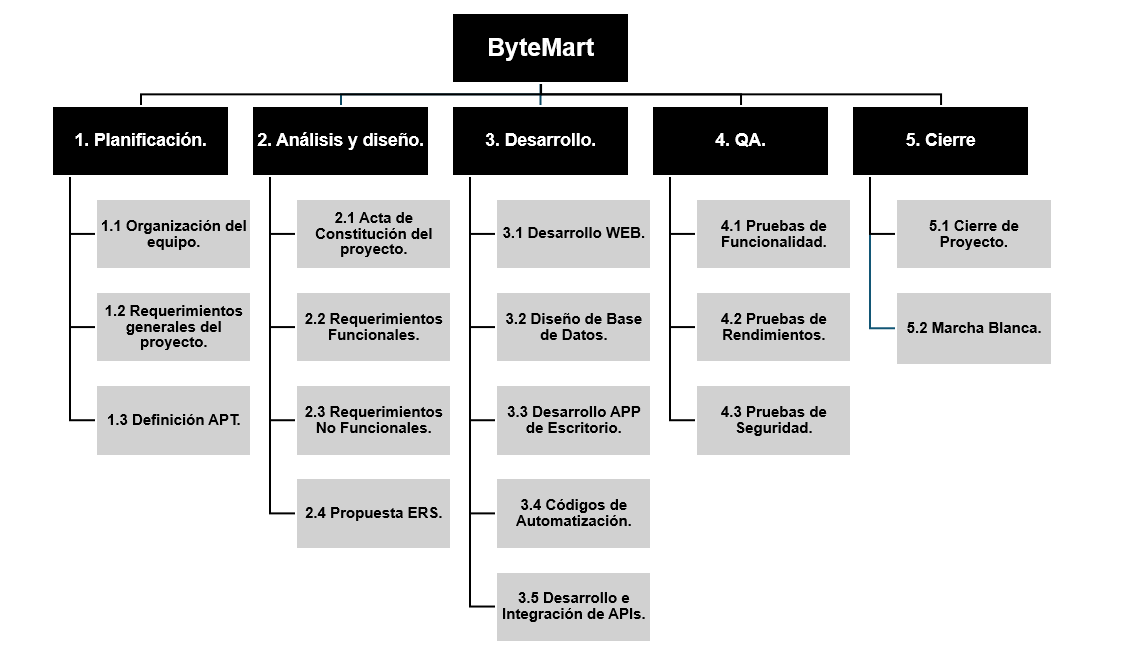 ByteMart
1. Planificación.
2. Análisis y diseño.
3. Desarrollo.
4. QA.
5. Cierre
1.1 Organización del
equipo.
1.2 Requerimientos
generales del
proyecto.
1.3 Definición APT.
2.1 Acta de
Constitución del
proyecto.
2.2 Requerimientos
Funcionales.
2.3 Requerimientos
No Funcionales.
2.4 Propuesta ERS.
3.1 Desarrollo WEB.
3.2 Diseño de Base
de Datos.
3.3 Desarrollo APP
de Escritorio.
3.4 Códigos de
Automatización.
3.5 Desarrollo e
Integración de APIs.
4.1 Pruebas de
Funcionalidad.
4.2 Pruebas de
Rendimientos.
4.3 Pruebas de
Seguridad.
5.1 Cierre de
Proyecto.
5.2 Marcha Blanca.